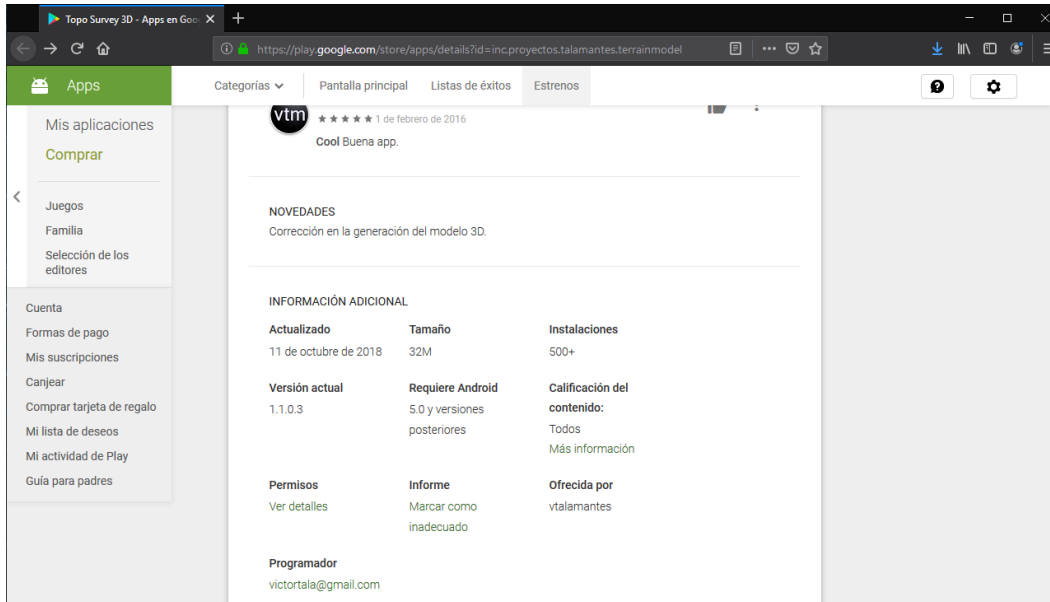 Topo Survey 3D - Apps en Goo
https://play.google.com/store/apps/details?id=inc.proyectos.talamantes.terrainmodel
Apps
Categorías
Pantalla principal
Listas de éxitos
Estrenos
Mis aplicaciones
Comprar
Juegos
Familia
Selección de los
editores
Cuenta
Formas de pago
Mis suscripciones
Canjear
Comprar tarjeta de regalo
Mi lista de deseos
Mi actividad de Play
Guía para padres
vtm
1 de febrero de 2016
Cool Buena app.
NOVEDADES
Corrección en la generación del modelo 3D.
INFORMACIÓN ADICIONAL
Actualizado
11 de octubre de 2018
Tamaño
32M
Instalaciones
500+
Versión actual
1.1.0.3
Requiere Android
5.0 y versiones
posteriores
Calificación del
contenido:
Todos
Más información
Permisos
Ver detalles
Informe
Marcar como
inadecuado
Ofrecida por
vtalamantes
Programador
victortala@gmail.com